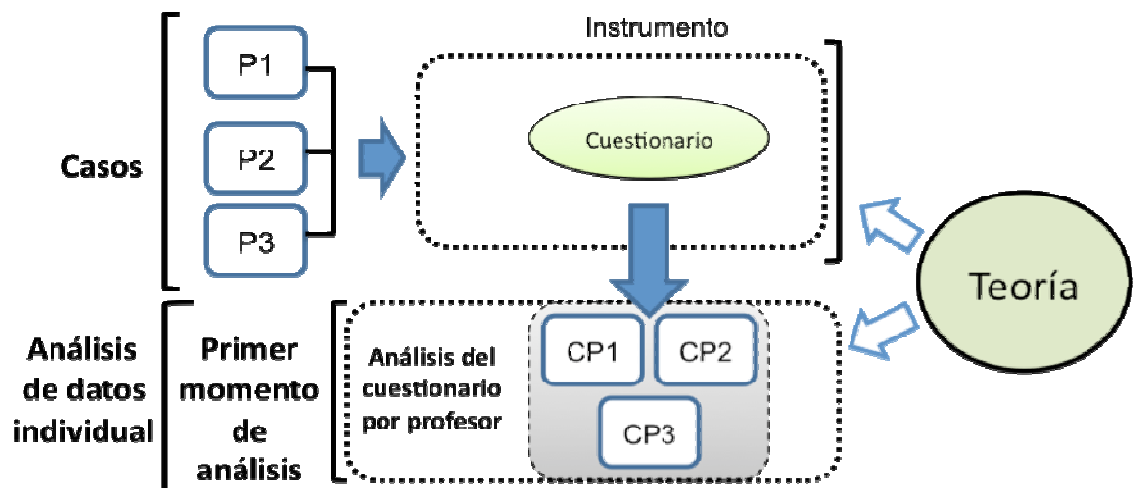 Instrumento
P1
P2
P3
Casos
Cuestionario
Teoría
Análisis
de datos
individual
Primer
momento
de
análisis
Análisis del
cuestionario
por profesor
CP1
CP2
CP3